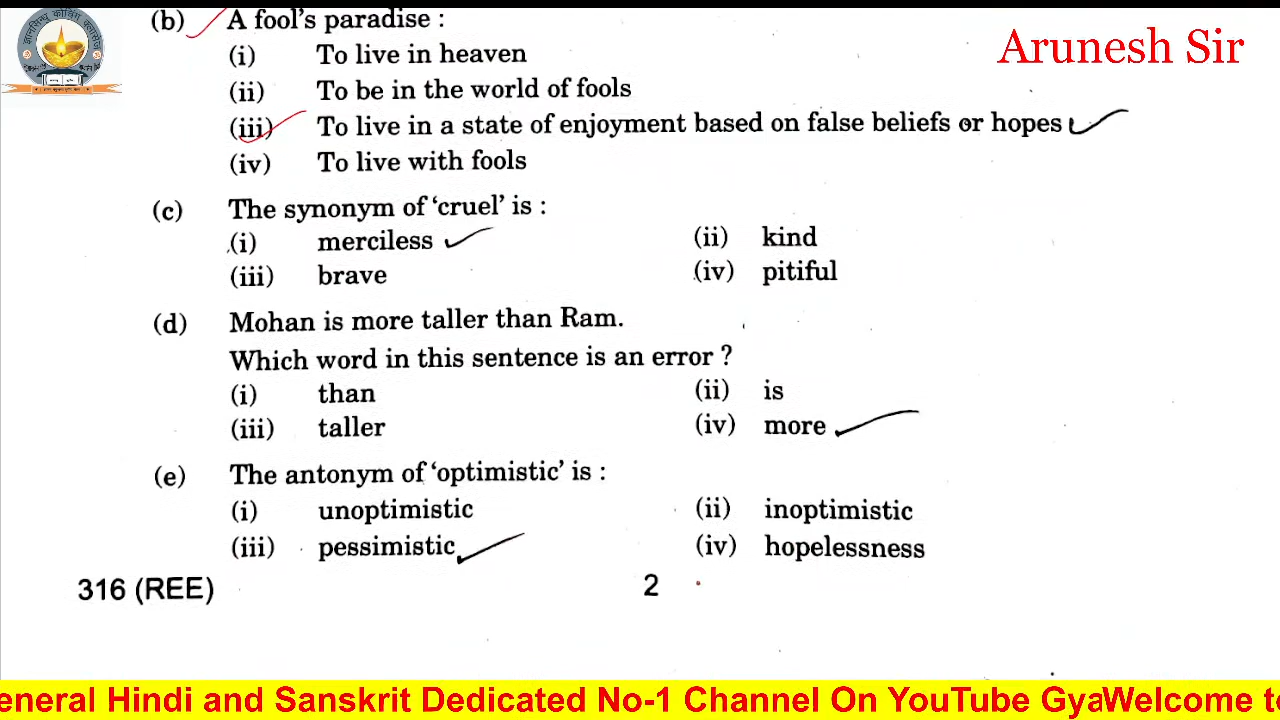 ज्ञानसिन्धु कोचिंग क्लासेज
Arunesh Sir
(b) A fool's paradise :
(i) To live in heaven
(ii) To be in the world of fools
(iii) To live in a state of enjoyment based on false beliefs or hopes
(iv) To live with fools
(c) The synonym of 'cruel' is :
(i) merciless (ii) kind
(iii) brave (iv) pitiful
(d) Mohan is more taller than Ram.
Which word in this sentence is an error ?
(i) than (ii) is
(iii) taller (iv) more
(e) The antonym of 'optimistic' is :
(i) unoptimistic (ii) inoptimistic
(iii) pessimistic (iv) hopelessness
316 (REE) 2
eneral Hindi and Sanskrit Dedicated No-1 Channel On YouTube GyaWelcome to